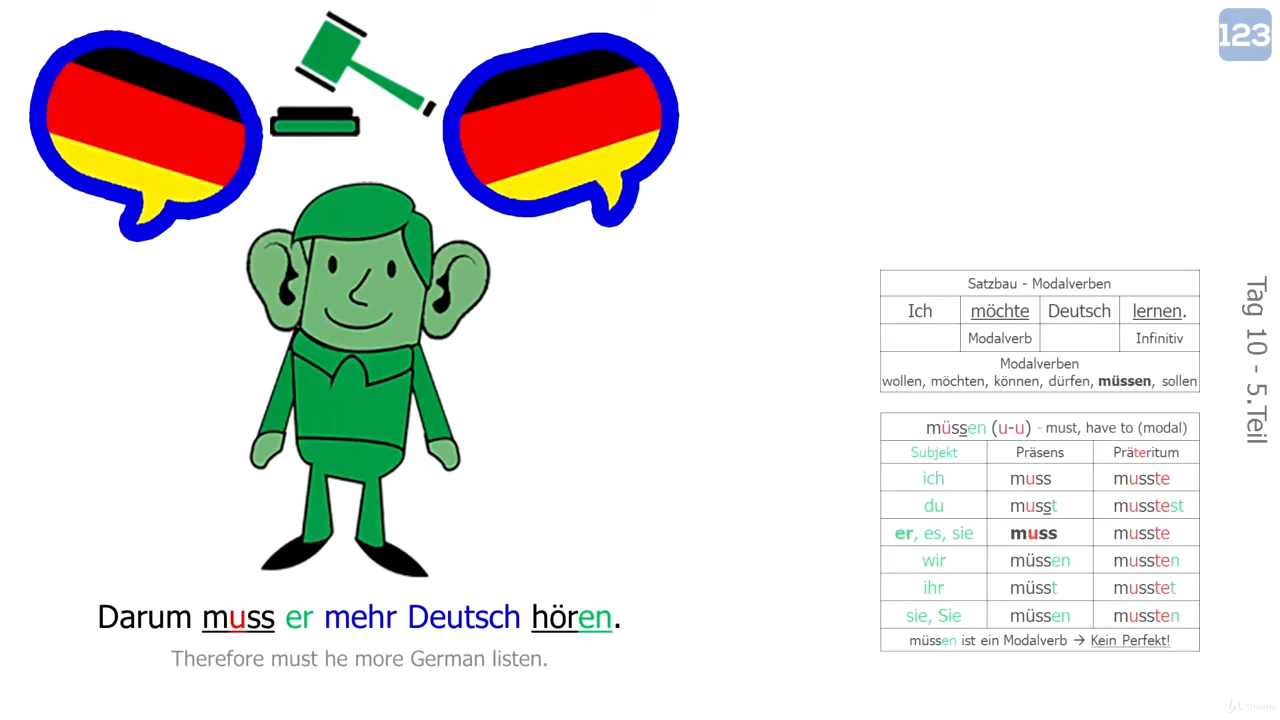 123
Satzbau - Modalverben
Ich möchte Deutsch lernen.
Modalverb Infinitiv
Modalverben
wollen, möchten, können, dürfen, müssen, sollen
müssen (u-u) - must, have to (modal)
Subjekt Präsens Präteritum
ich muss musste
du musst musstest
er, es, sie muss musste
wir müssen mussten
ihr müsst musstet
sie, Sie müssen mussten
müssen ist ein Modalverb → Kein Perfekt!
Tag 10 - 5.Teil
Darum muss er mehr Deutsch hören.
Therefore must he more German listen.